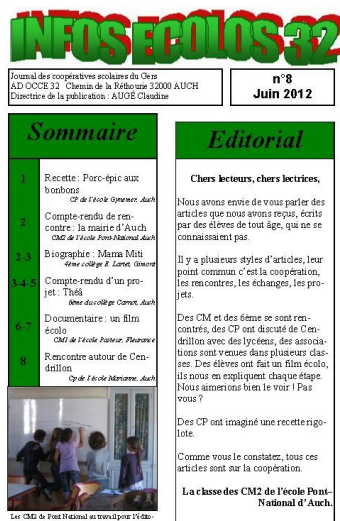 INFOS ECOLOS 32
Journal des coopératives scolaires du Gers
AD OCCE 32 Chemin de la Réthourie 32000 AUCH
Directrice de la publication : AUGÉ Claudine
n°8
Juin 2012
Sommaire
1 Recette : Porc-épic aux
bonbons
CP de l'école Guynemer, Auch
2 Compte-rendu de ren-
contre : la mairie d'Auch
CM2 de l'école Pont-National Auch
2-3 Biographie : Mama Miti
4ème collège E. Lartet, Gimont
3-4-5 Compte-rendu d'un pro-
jet : Théâ
6ème du collège Carnot, Auch
6-7 Documentaire : un film
écolo
CM1 de l'école Pasteur, Fleurance
8 Rencontre autour de Cen-
drillon
Cp de l'école Marianne, Auch
Les CM2 de Pont National au travail pour l'édito-
Editorial
Chers lecteurs, chers lectrices,
Nous avons envie de vous parler des
articles que nous avons reçus, écrits
par des élèves de tout âge, qui ne se
connaissaient pas.
Il y a plusieurs styles d'articles, leur
point commun c'est la coopération,
les rencontres, les échanges, les pro-
jets.
Des CM et des 6ème se sont ren-
contrés, des CP ont discuté de Cen-
drillon avec des lycéens, des associa-
tions sont venues dans plusieurs clas-
ses. Des élèves ont fait un film écolo,
ils nous en expliquent chaque étape.
Nous aimerions bien le voir ! Pas
vous ?
Des CP ont imaginé une recette rigo-
lote.
Comme vous le constatez, tous ces
articles sont sur la coopération.
La classe des CM2 de l'école Pont–
National d'Auch.